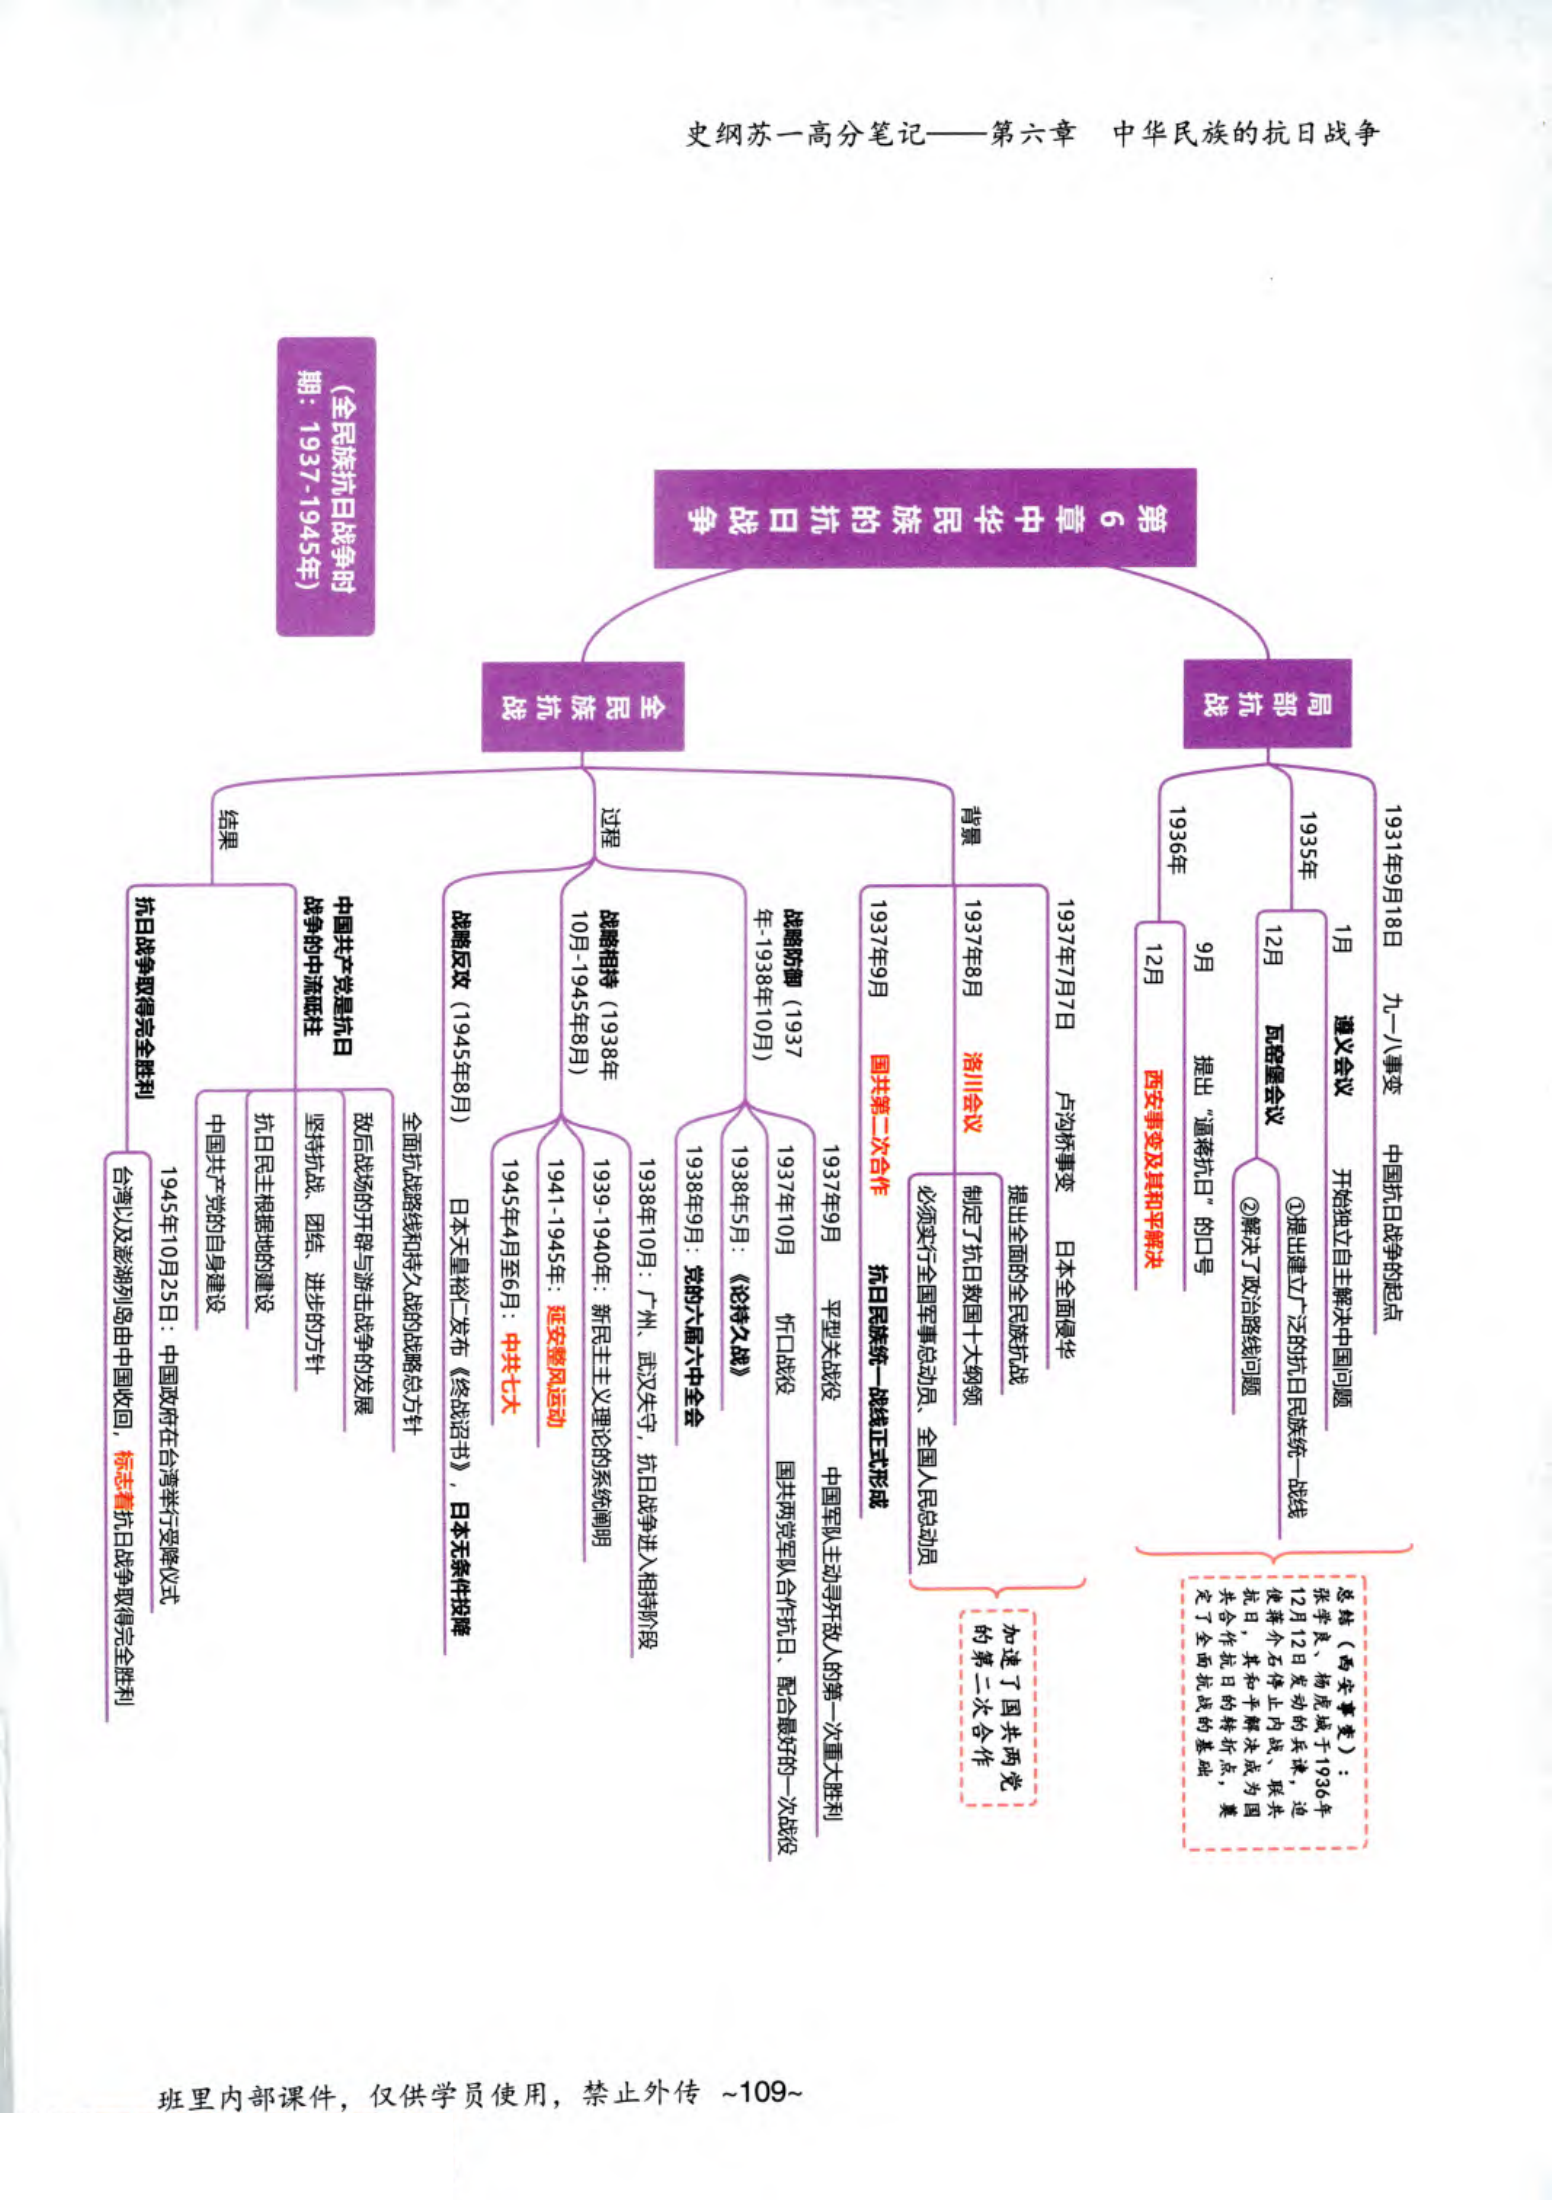 史纲苏一高分笔记——第六章 中华民族的抗日战争
(全民族抗日战争时
期：1937-1945年)
第6章中华民族的抗日战争
局部抗战
1931年9月18日 九一八事变 中国抗日战争的起点
1935年
1月 遵义会议 开始独立自主解决中国问题
12月 瓦窑堡会议
①提出建立广泛的抗日民族统一战线
②解决了政治路线问题
1936年
9月 提出“逼蒋抗日”的口号
12月 西安事变及其和平解决
总结（西安事变）：
张学良、杨虎城于1936年
12月12日发动的兵谏，迫
使蒋介石停止内战、联共
抗日，其和平解决成为国
共合作抗日的转折点，奠
定了全面抗战的基础
全民族抗战
背景
1937年7月7日 卢沟桥事变 日本全面侵华
1937年8月 洛川会议
提出全面的全民族抗战
制定了抗日救国十大纲领
必须实行全国军事总动员、全国人民总动员
1937年9月 国共第二次合作 抗日民族统一战线正式形成
加速了国共两党
的第二次合作
过程
战略防御（1937
年-1938年10月)
1937年9月 平型关战役 中国军队主动寻歼敌人的第一次重大胜利
1937年10月 忻口战役 国共两党军队合作抗日、配合最好的一次战役
1938年5月：《论持久战》
1938年9月：党的六届六中全会
战略相持（1938年
10月-1945年8月)
1938年10月：广州、武汉失守，抗日战争进入相持阶段
1939-1940年：新民主主义理论的系统阐明
1941-1945年：延安整风运动
1945年4月至6月：中共七大
战略反攻（1945年8月） 日本天皇裕仁发布《终战诏书》，日本无条件投降
结果
中国共产党是抗日
战争的中流砥柱
全面抗战路线和持久战的战略总方针
敌后战场的开辟与游击战争的发展
坚持抗战、团结、进步的方针
抗日民主根据地的建设
中国共产党的自身建设
抗日战争取得完全胜利
1945年10月25日：中国政府在台湾举行受降仪式
台湾以及澎湖列岛由中国收回，标志着抗日战争取得完全胜利
班里内部课件，仅供学员使用，禁止外传 ~109~